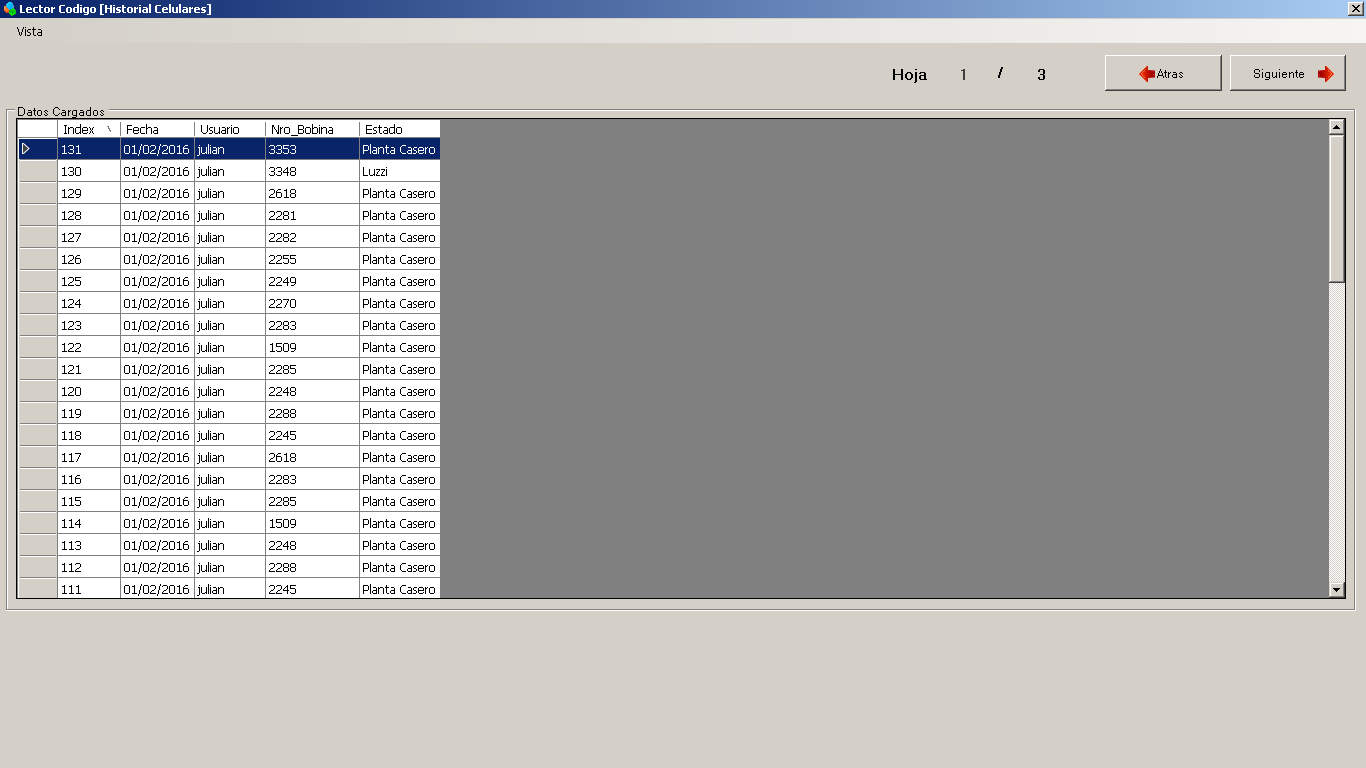 Lector Codigo [Historial Celulares]
Vista
Hoja 1 / 3 Atras Siguiente
Datos Cargados
Index Fecha Usuario Nro_Bobina Estado
131 01/02/2016 julian 3353 Planta Casero
130 01/02/2016 julian 3348 Luzzi
129 01/02/2016 julian 2618 Planta Casero
128 01/02/2016 julian 2281 Planta Casero
127 01/02/2016 julian 2282 Planta Casero
126 01/02/2016 julian 2255 Planta Casero
125 01/02/2016 julian 2249 Planta Casero
124 01/02/2016 julian 2270 Planta Casero
123 01/02/2016 julian 2283 Planta Casero
122 01/02/2016 julian 1509 Planta Casero
121 01/02/2016 julian 2285 Planta Casero
120 01/02/2016 julian 2248 Planta Casero
119 01/02/2016 julian 2288 Planta Casero
118 01/02/2016 julian 2245 Planta Casero
117 01/02/2016 julian 2618 Planta Casero
116 01/02/2016 julian 2283 Planta Casero
115 01/02/2016 julian 2285 Planta Casero
114 01/02/2016 julian 1509 Planta Casero
113 01/02/2016 julian 2248 Planta Casero
112 01/02/2016 julian 2288 Planta Casero
111 01/02/2016 julian 2245 Planta Casero